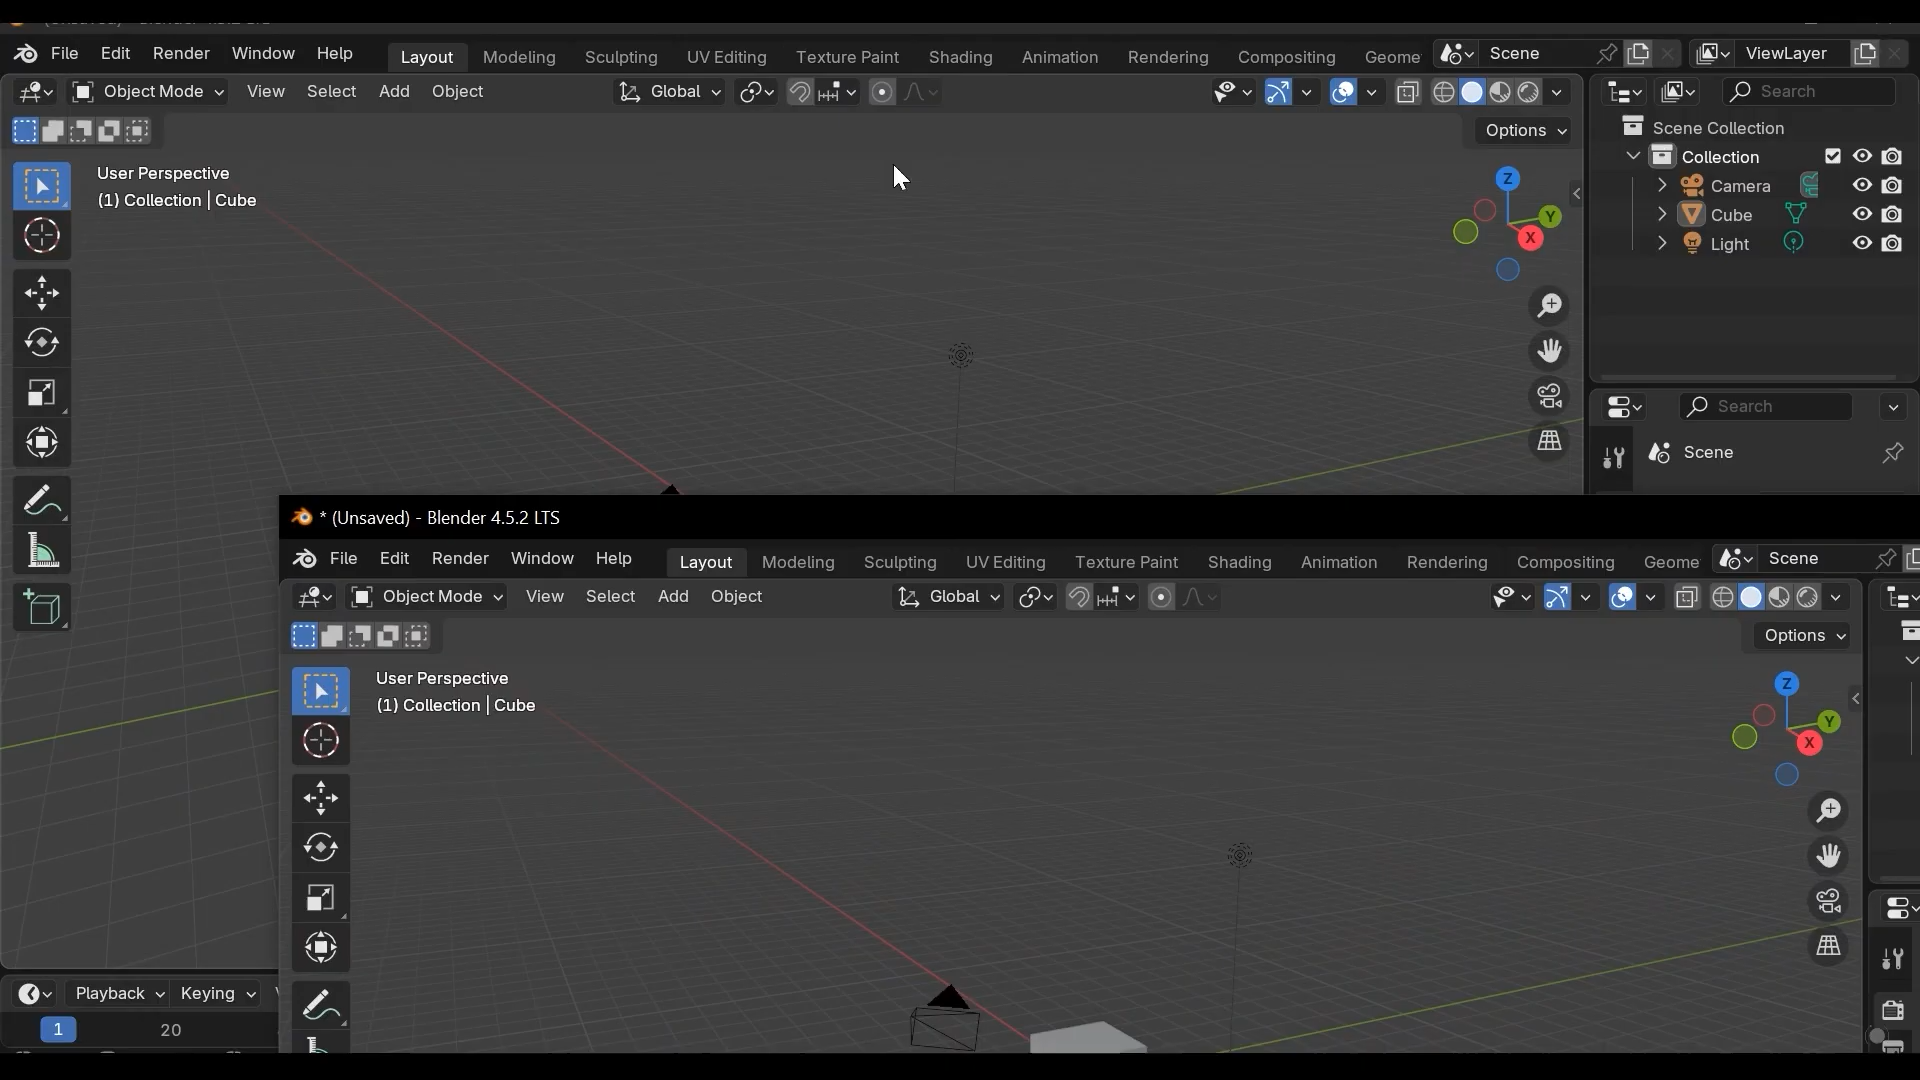 File Edit Render Window Help Layout Modeling Sculpting UV Editing Texture Paint Shading Animation Rendering Compositing Geome Scene ViewLayer
Object Mode View Select Add Object Global Search
Options
Scene Collection
Collection
Camera
Cube
Light
User Perspective
(1) Collection | Cube
Z
Y
X
Search
Scene
Playback Keying
1 20
* (Unsaved) - Blender 4.5.2 LTS
File Edit Render Window Help Layout Modeling Sculpting UV Editing Texture Paint Shading Animation Rendering Compositing Geome Scene
Object Mode View Select Add Object Global
Options
User Perspective
(1) Collection | Cube
Z
Y
X